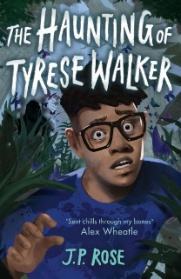 THE HAUNTING OF
TYRESE WALKER
"Sent chills through my bones"
Alex Wheatle
J.P. ROSE